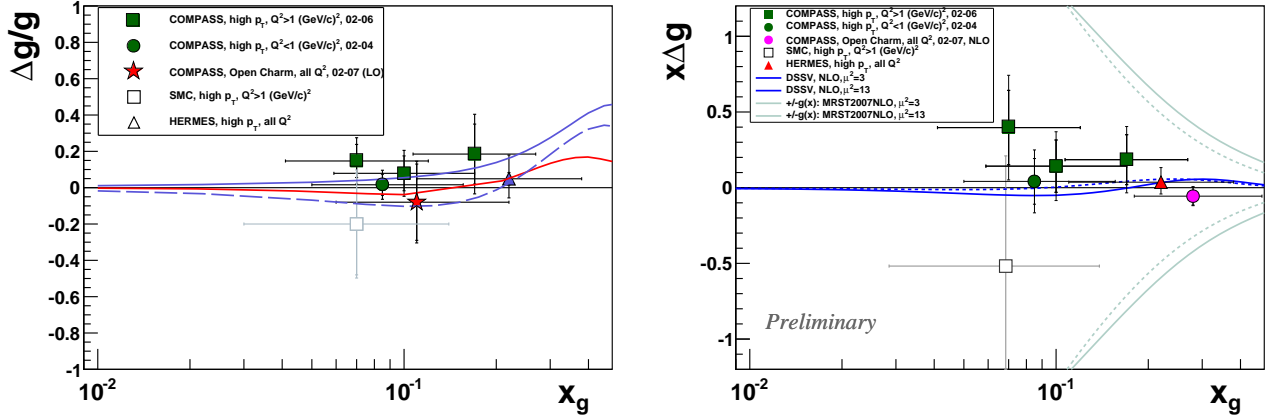 Δg/g
1
0.8
0.6
0.4
0.2
0
-0.2
-0.4
-0.6
-0.8
-1
COMPASS, high p_T, Q²>1 (GeV/c)², 02-06
COMPASS, high p_T, Q²<1 (GeV/c)², 02-04
COMPASS, Open Charm, all Q², 02-07 (LO)
SMC, high p_T, Q²>1 (GeV/c)²
HERMES, high p_T, all Q²
10⁻²
10⁻¹
x_g
xΔg
1
0.5
0
-0.5
-1
COMPASS, high p_T, Q²>1 (GeV/c)², 02-06
COMPASS, high p_T, Q²<1 (GeV/c)², 02-04
COMPASS, Open Charm, all Q², 02-07, NLO
SMC, high p_T, Q²>1 (GeV/c)²
HERMES, high p_T, all Q²
DSSV, NLO,μ²=3
DSSV, NLO,μ²=13
+/-g(x): MRST2007NLO, μ²=3
+/-g(x): MRST2007NLO, μ²=13
Preliminary
10⁻²
10⁻¹
x_g